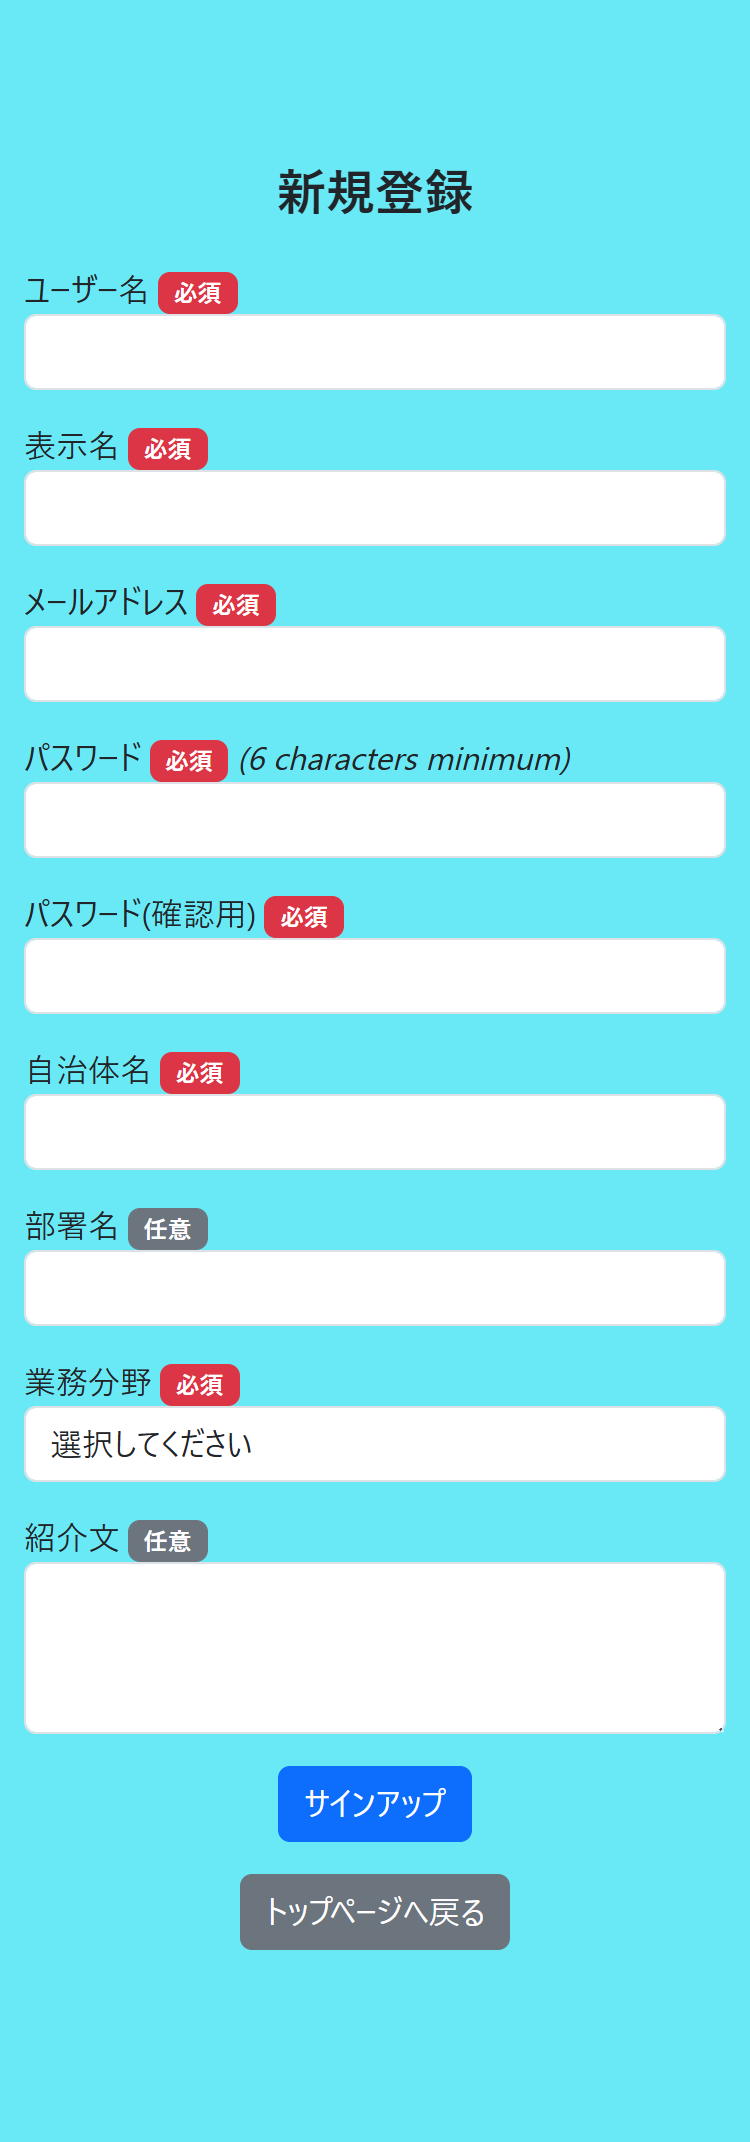 新規登録
ユーザー名 必須
表示名 必須
メールアドレス 必須
パスワード 必須 (6 characters minimum)
パスワード(確認用) 必須
自治体名 必須
部署名 任意
業務分野 必須
選択してください
紹介文 任意
サインアップ
トップページへ戻る